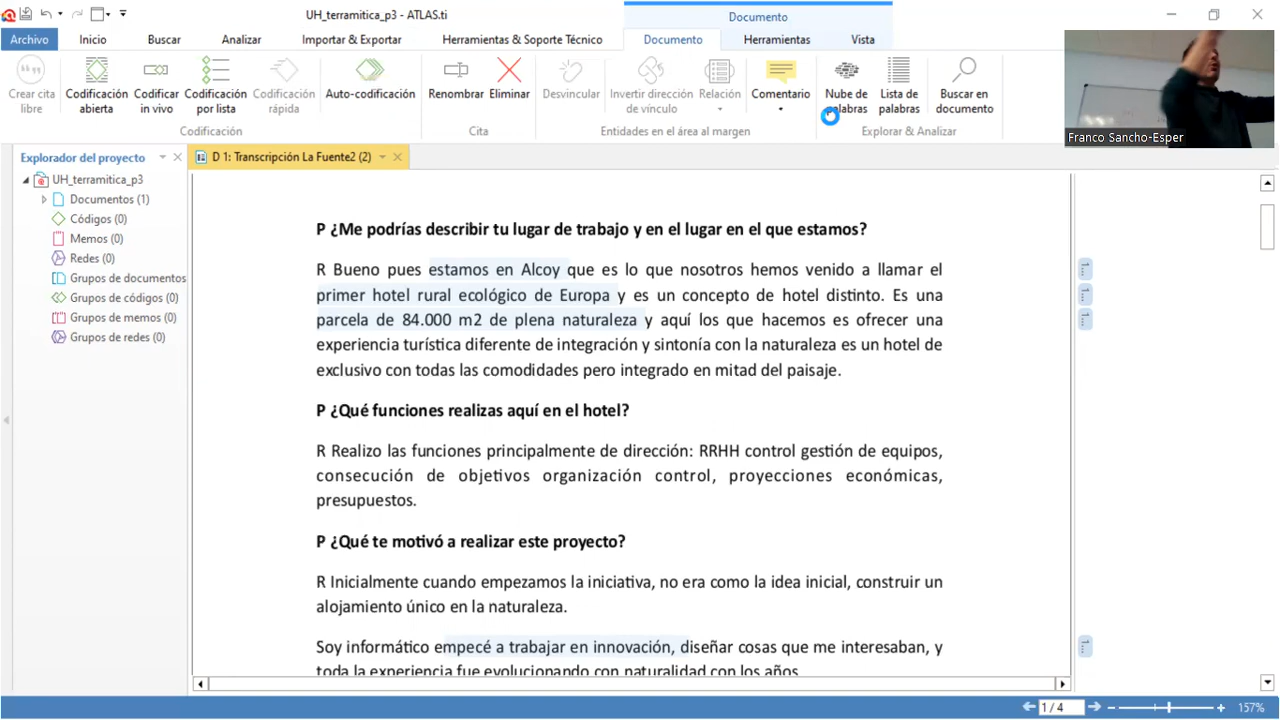 UH_terramitica_p3 - ATLAS.ti
Documento
Archivo
Inicio
Buscar
Analizar
Importar & Exportar
Herramientas & Soporte Técnico
Documento
Herramientas
Vista
Crear cita libre
Codificación abierta
Codificar in vivo
Codificación por lista
Codificación rápida
Auto-codificación
Renombrar
Eliminar
Desvincular
Invertir dirección de vínculo
Relación
Comentario
Nube de palabras
Lista de palabras
Buscar en documento
Codificación
Cita
Entidades en el área al margen
Explorar & Analizar
Franco Sancho-Esper
Explorador del proyecto
D 1: Transcripción La Fuente2 (2)
UH_terramitica_p3
Documentos (1)
Códigos (0)
Memos (0)
Redes (0)
Grupos de documentos
Grupos de códigos (0)
Grupos de memos (0)
Grupos de redes (0)
P ¿Me podrías describir tu lugar de trabajo y en el lugar en el que estamos?
R Bueno pues estamos en Alcoy que es lo que nosotros hemos venido a llamar el
primer hotel rural ecológico de Europa y es un concepto de hotel distinto. Es una
parcela de 84.000 m2 de plena naturaleza y aquí los que hacemos es ofrecer una
experiencia turística diferente de integración y sintonía con la naturaleza es un hotel de
exclusivo con todas las comodidades pero integrado en mitad del paisaje.
P ¿Qué funciones realizas aquí en el hotel?
R Realizo las funciones principalmente de dirección: RRHH control gestión de equipos,
consecución de objetivos organización control, proyecciones económicas,
presupuestos.
P ¿Qué te motivó a realizar este proyecto?
R Inicialmente cuando empezamos la iniciativa, no era como la idea inicial, construir un
alojamiento único en la naturaleza.
Soy informático empecé a trabajar en innovación, diseñar cosas que me interesaban, y
toda la experiencia fue evolucionando con naturalidad con los años.
1 / 4
157%